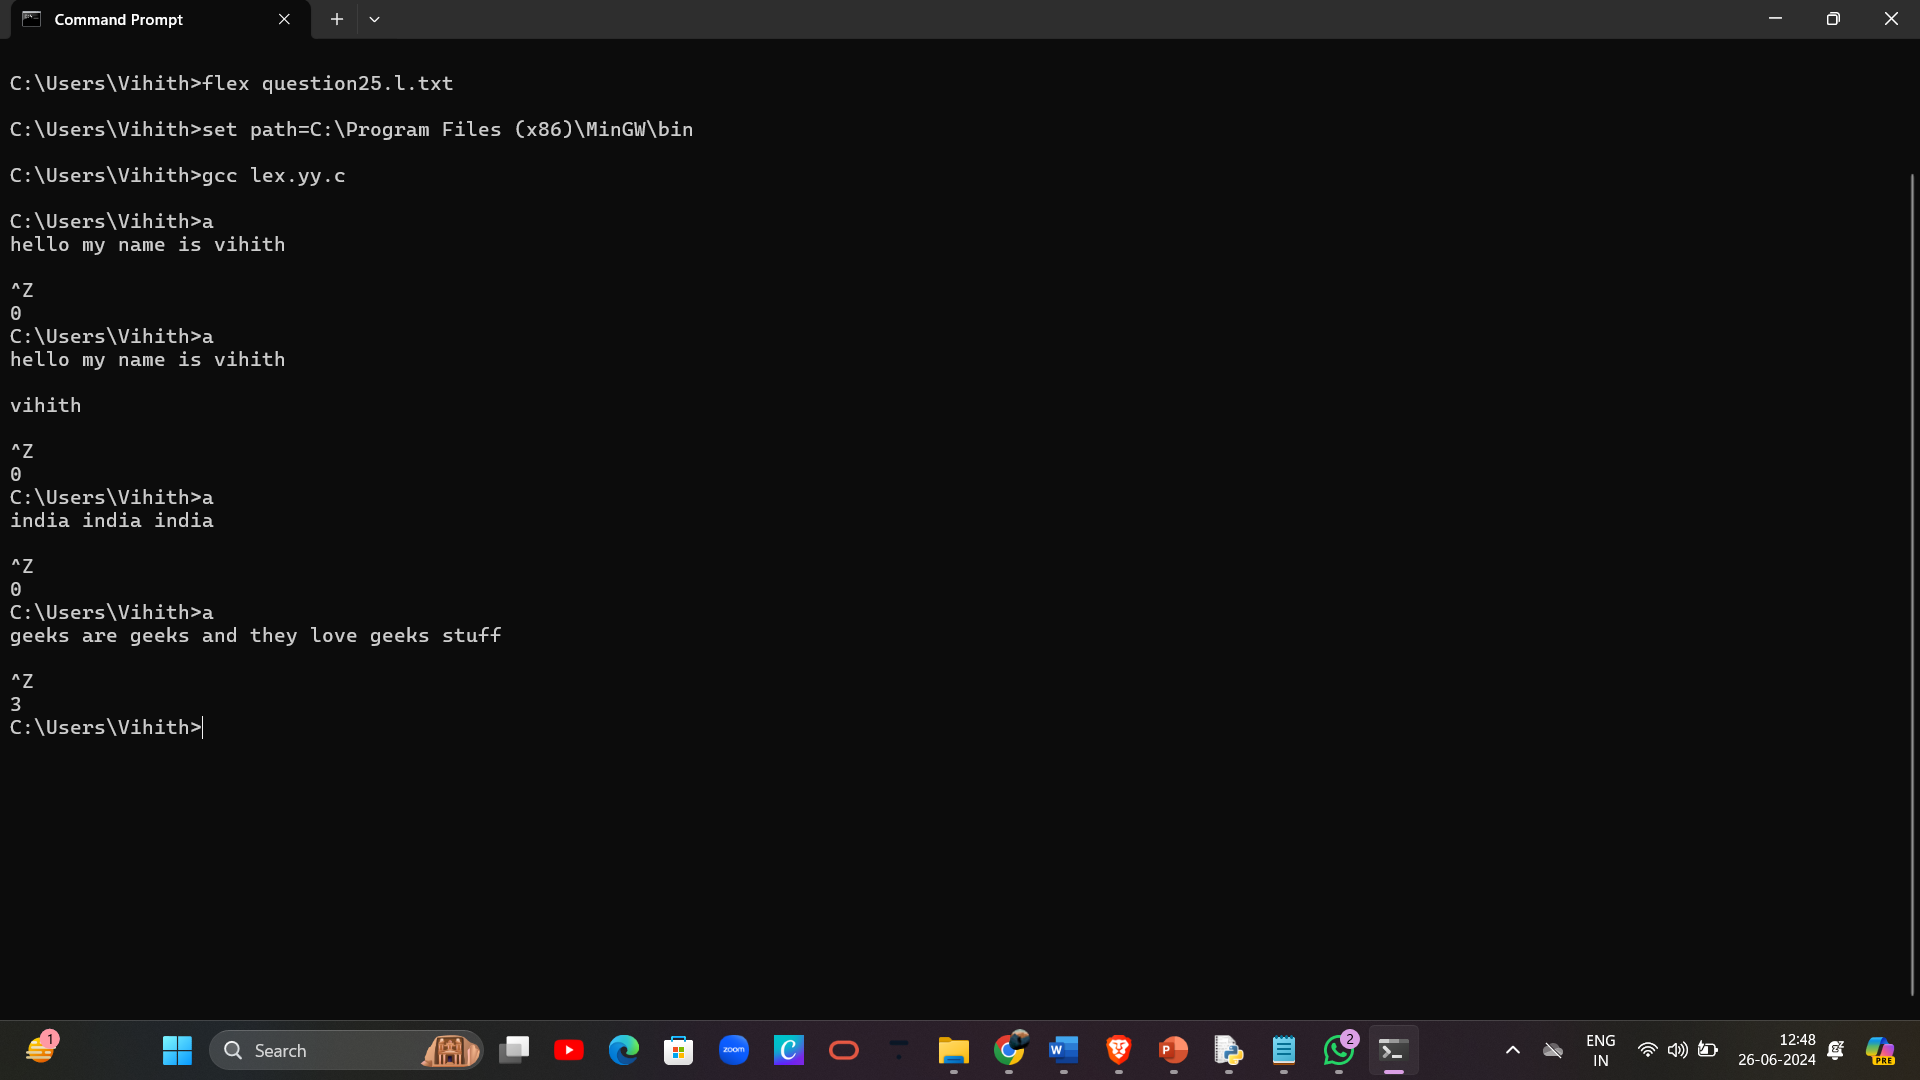 Command Prompt
C:\Users\Vihith>flex question25.l.txt
C:\Users\Vihith>set path=C:\Program Files (x86)\MinGW\bin
C:\Users\Vihith>gcc lex.yy.c
C:\Users\Vihith>a
hello my name is vihith
^Z
0
C:\Users\Vihith>a
hello my name is vihith
vihith
^Z
0
C:\Users\Vihith>a
india india india
^Z
0
C:\Users\Vihith>a
geeks are geeks and they love geeks stuff
^Z
3
C:\Users\Vihith>
1
Search
zoom
C
W
P
2
ENG
IN
12:48
26-06-2024
PRE